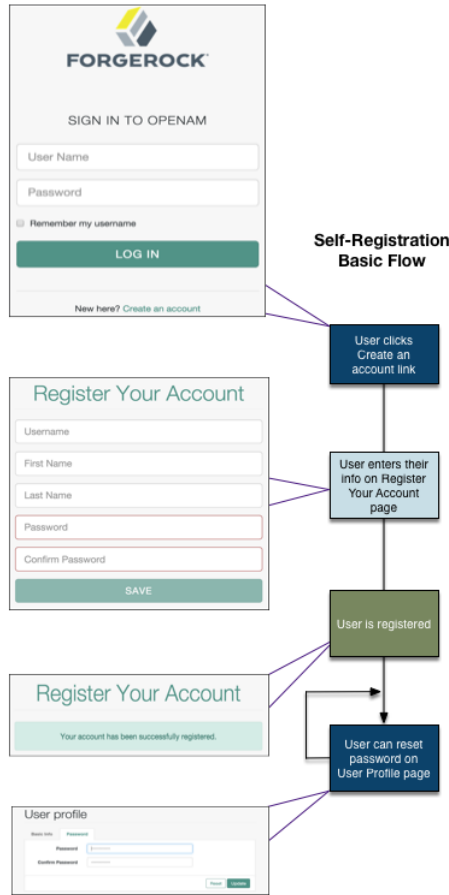 FORGEROCK
SIGN IN TO OPENAM
User Name
Password
Remember my username
LOG IN
New here? Create an account
Self-Registration
Basic Flow
User clicks
Create an
account link
Register Your Account
Username
First Name
Last Name
Password
Confirm Password
SAVE
User enters their
info on Register
Your Account
page
User is registered
Register Your Account
Your account has been successfully registered.
User can reset
password on
User Profile page
User profile
Basic Info Password
Password
Confirm Password
Reset Update